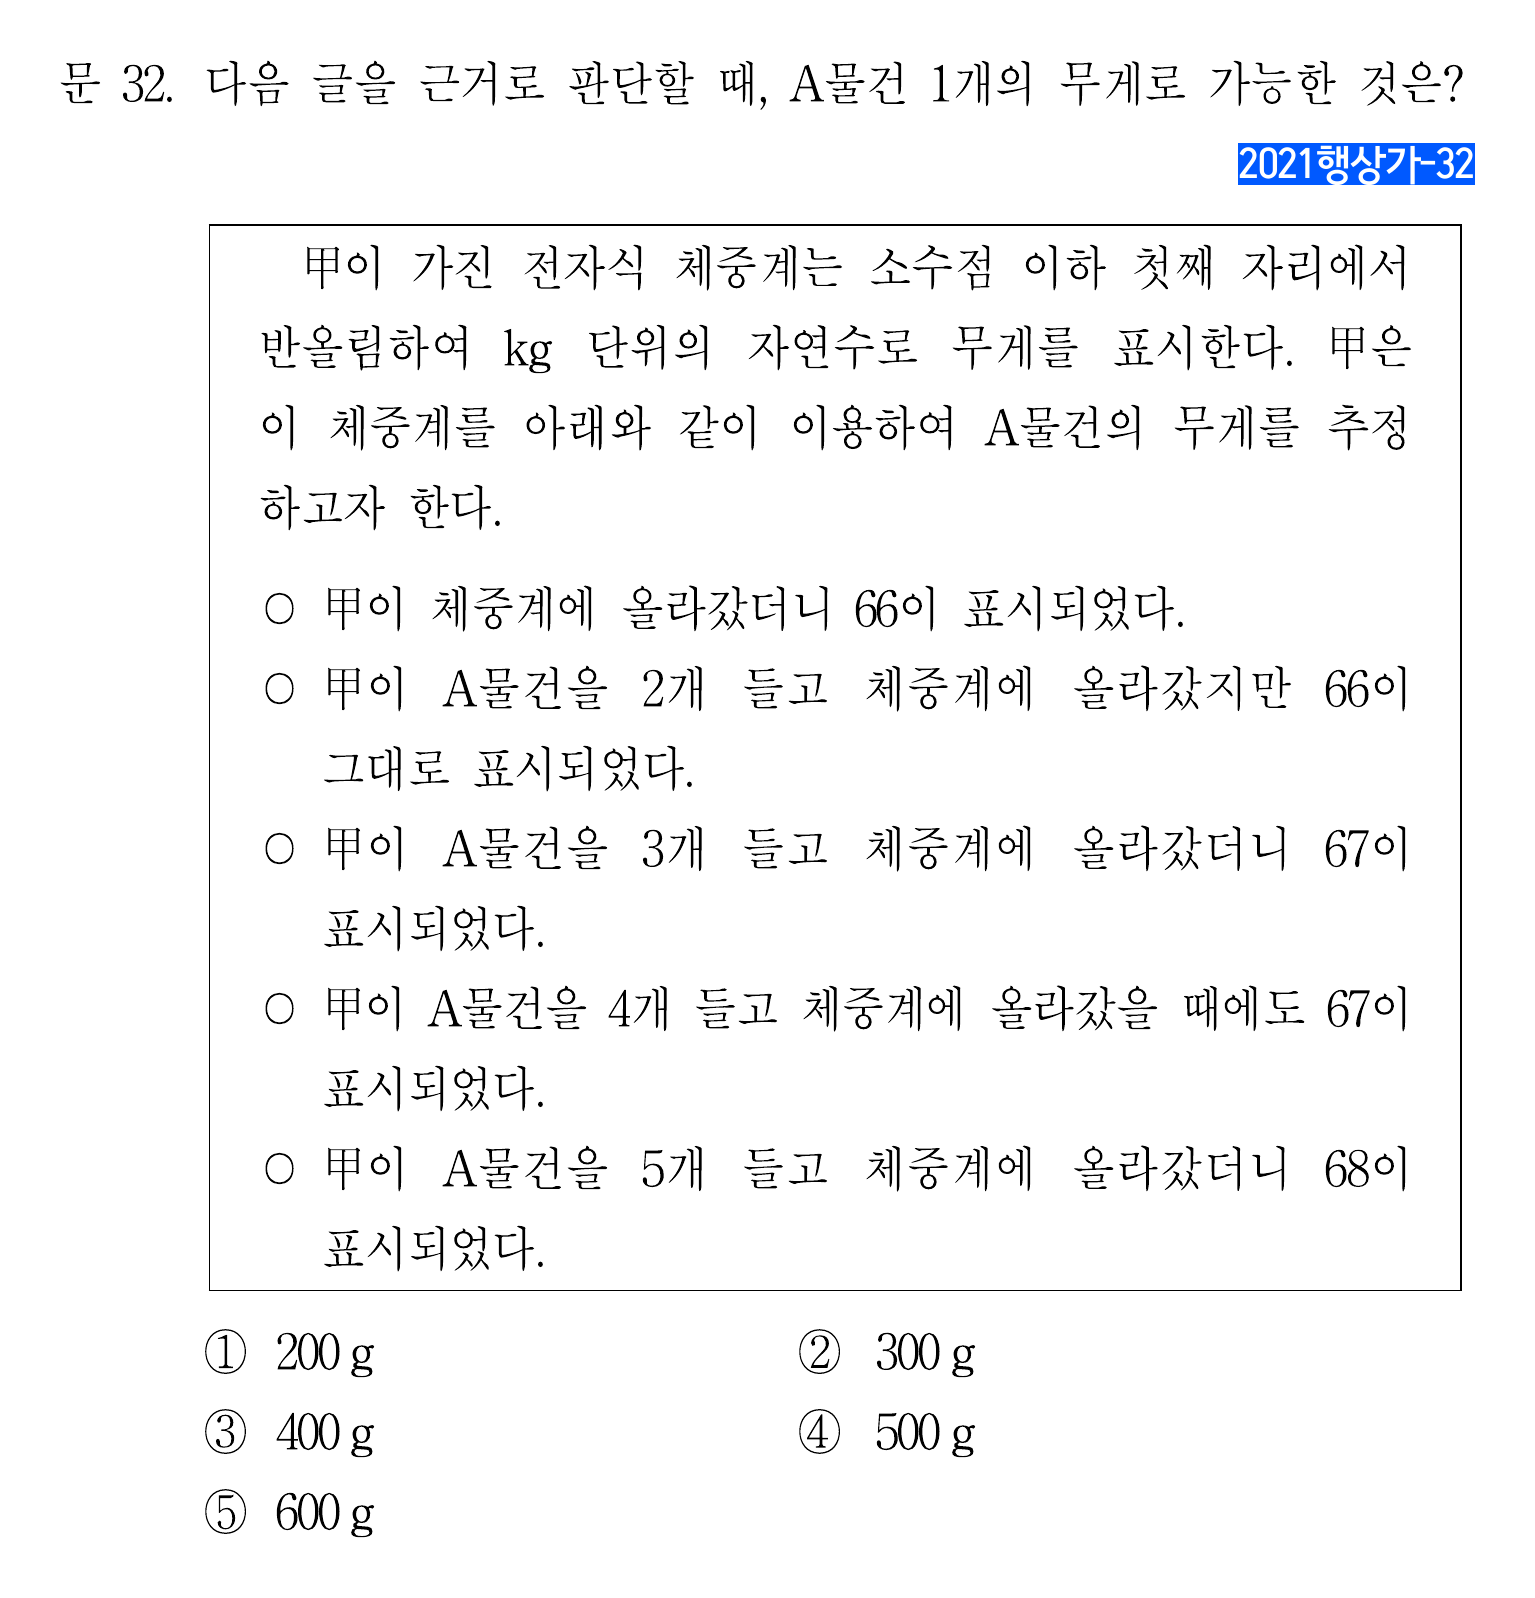 문 32. 다음 글을 근거로 판단할 때, A물건 1개의 무게로 가능한 것은?
2021행상가-32
甲이 가진 전자식 체중계는 소수점 이하 첫째 자리에서
반올림하여 kg 단위의 자연수로 무게를 표시한다. 甲은
이 체중계를 아래와 같이 이용하여 A물건의 무게를 추정
하고자 한다.
○ 甲이 체중계에 올라갔더니 66이 표시되었다.
○ 甲이 A물건을 2개 들고 체중계에 올라갔지만 66이
그대로 표시되었다.
○ 甲이 A물건을 3개 들고 체중계에 올라갔더니 67이
표시되었다.
○ 甲이 A물건을 4개 들고 체중계에 올라갔을 때에도 67이
표시되었다.
○ 甲이 A물건을 5개 들고 체중계에 올라갔더니 68이
표시되었다.
① 200 g ② 300 g
③ 400 g ④ 500 g
⑤ 600 g